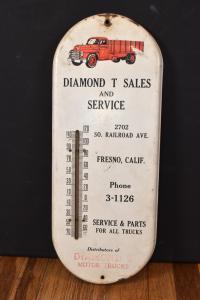 DIAMOND T SALES
AND
SERVICE
2702
SO. RAILROAD AVE.
FRESNO, CALIF.
Phone
3-1126
SERVICE & PARTS
FOR ALL TRUCKS
Distributors of
DIAMOND T
MOTOR TRUCKS